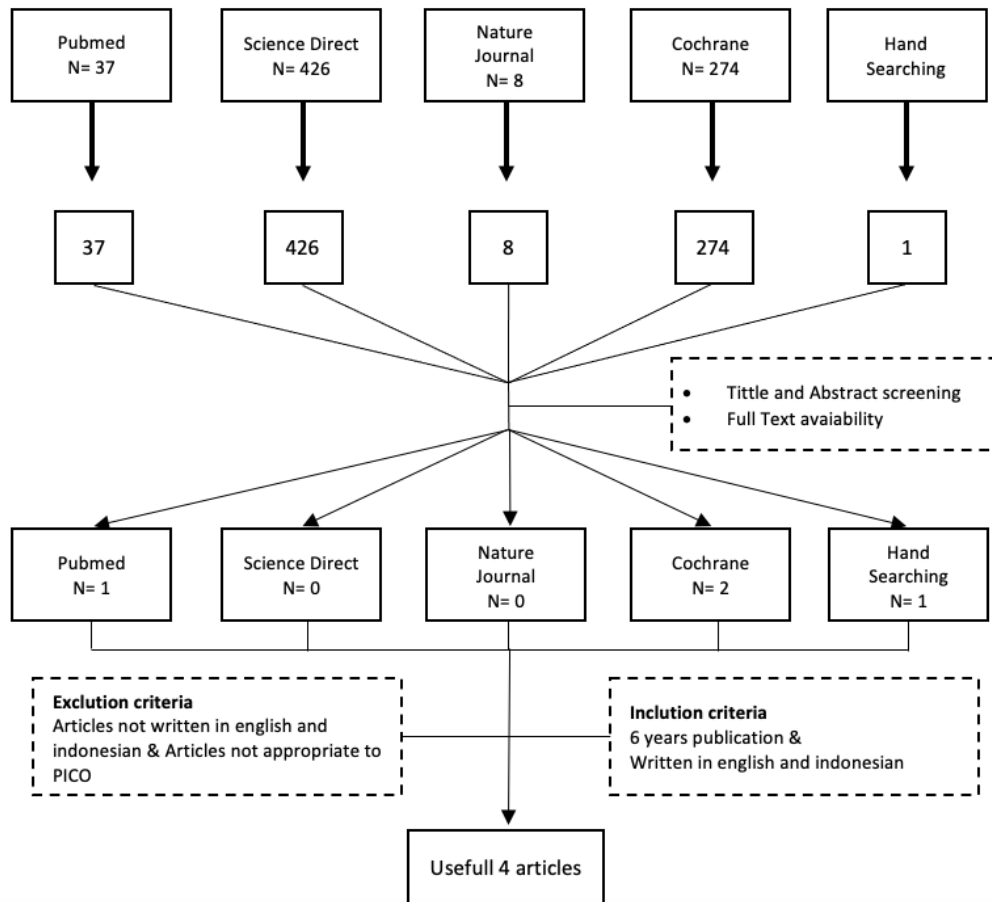 Pubmed
N= 37
Science Direct
N= 426
Nature
Journal
N= 8
Cochrane
N= 274
Hand
Searching
37
426
8
274
1
• Tittle and Abstract screening
• Full Text avaiability
Pubmed
N= 1
Science Direct
N= 0
Nature
Journal
N= 0
Cochrane
N= 2
Hand
Searching
N= 1
Exclution criteria
Articles not written in english and
indonesian & Articles not appropriate to
PICO
Inclution criteria
6 years publication &
Written in english and indonesian
Usefull 4 articles